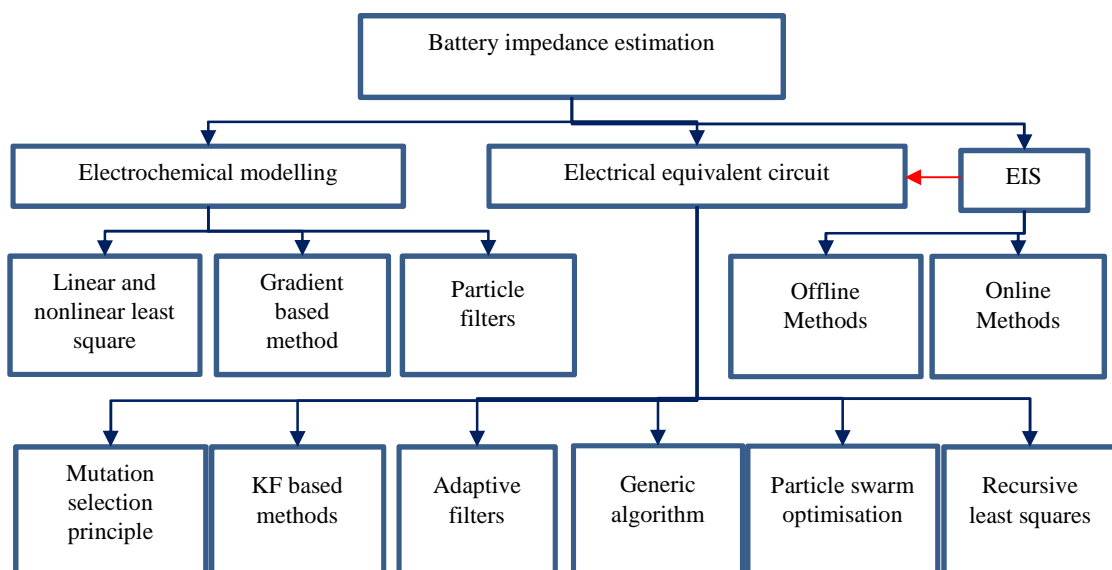 Battery impedance estimation
Electrochemical modelling
Electrical equivalent circuit
EIS
Linear and
nonlinear least
square
Gradient
based
method
Particle
filters
Offline
Methods
Online
Methods
Mutation
selection
principle
KF based
methods
Adaptive
filters
Generic
algorithm
Particle swarm
optimisation
Recursive
least squares